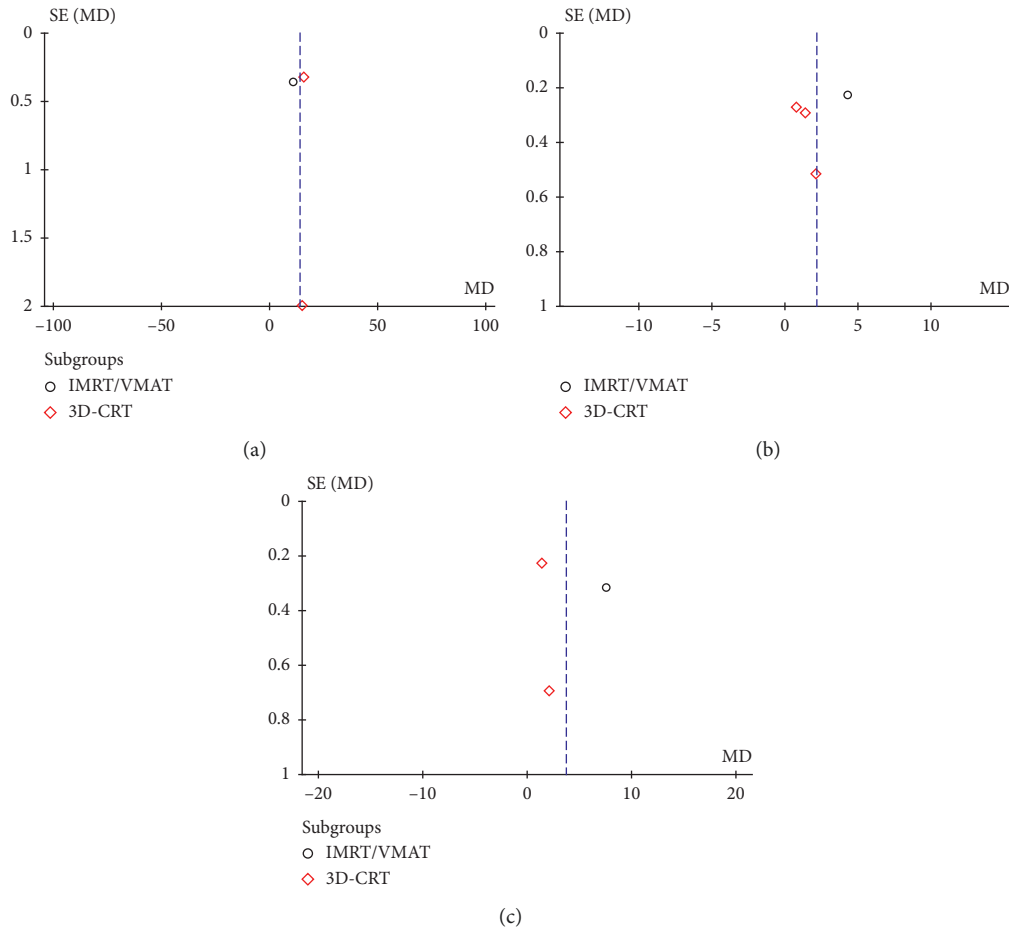 SE (MD)
0
0.5
1
1.5
2
MD
–100
–50
0
50
100
Subgroups
IMRT/VMAT
3D-CRT
(a)
SE (MD)
0
0.2
0.4
0.6
0.8
1
MD
–10
–5
0
5
10
IMRT/VMAT
3D-CRT
(b)
SE (MD)
0
0.2
0.4
0.6
0.8
1
MD
–20
–10
0
10
20
Subgroups
IMRT/VMAT
3D-CRT
(c)